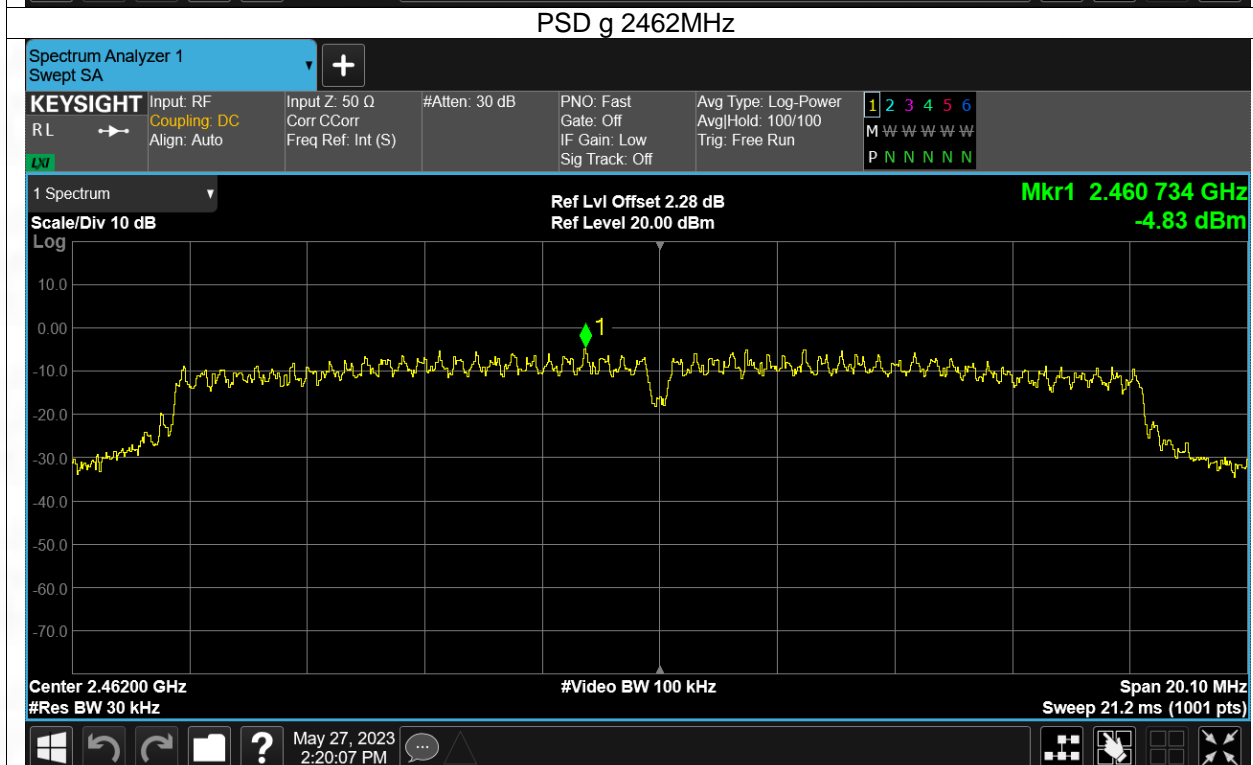 PSD g 2462MHz
Spectrum Analyzer 1
Swept SA
KEYSIGHT
RL
LXI
Input: RF
Coupling: DC
Align: Auto
Input Z: 50 Ω
Corr CCorr
Freq Ref: Int (S)
#Atten: 30 dB
PNO: Fast
Gate: Off
IF Gain: Low
Sig Track: Off
Avg Type: Log-Power
Avg|Hold: 100/100
Trig: Free Run
1 2 3 4 5 6
M W W W W W
P N N N N N
1 Spectrum
Scale/Div 10 dB
Ref Lvl Offset 2.28 dB
Ref Level 20.00 dBm
Mkr1 2.460 734 GHz
-4.83 dBm
Log
10.0
0.00
-10.0
-20.0
-30.0
-40.0
-50.0
-60.0
-70.0
1
Center 2.46200 GHz
#Res BW 30 kHz
#Video BW 100 kHz
Span 20.10 MHz
Sweep 21.2 ms (1001 pts)
?
May 27, 2023
2:20:07 PM